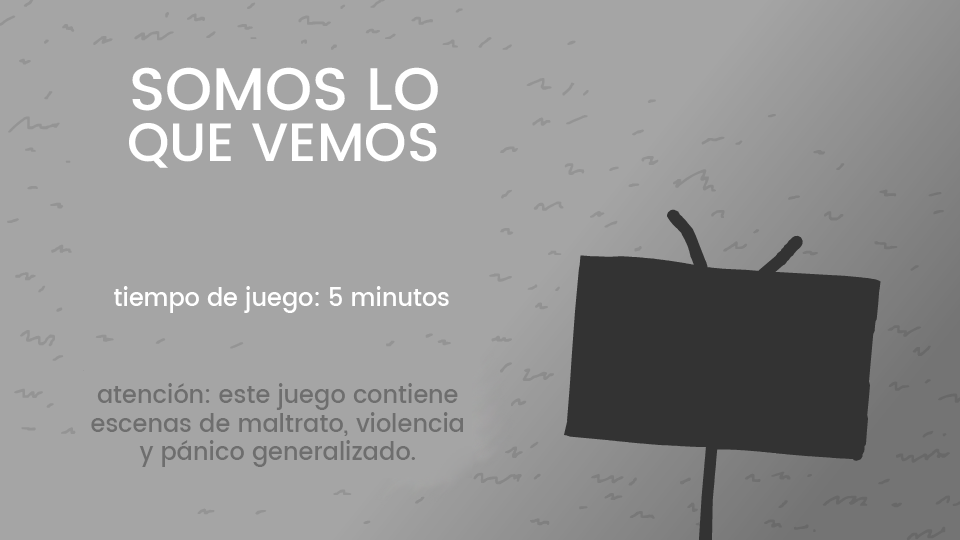 SOMOS LO
QUE VEMOS
tiempo de juego: 5 minutos
atención: este juego contiene
escenas de maltrato, violencia
y pánico generalizado.